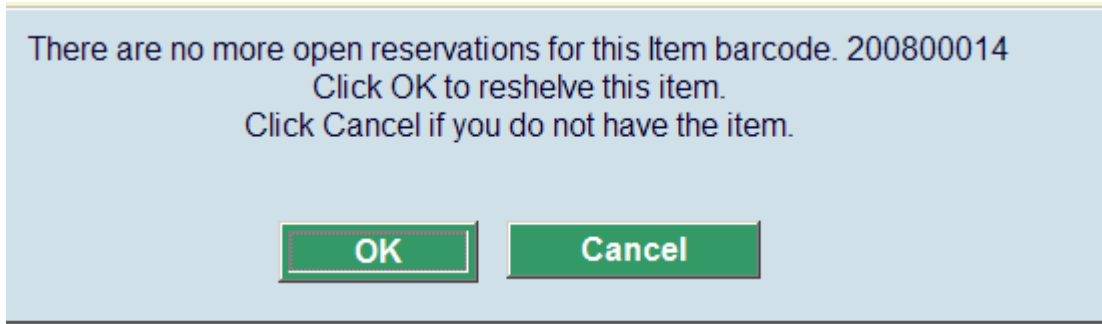 There are no more open reservations for this Item barcode. 200800014
Click OK to reshelve this item.
Click Cancel if you do not have the item.
OK
Cancel